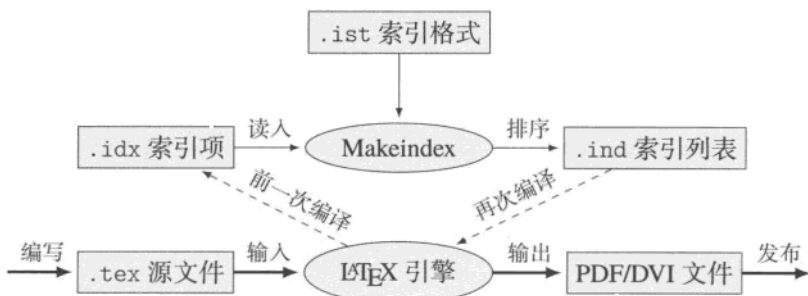 .ist 索引格式
.idx 索引项
读入
Makeindex
排序
.ind 索引列表
前一次编译
再次编译
编写
.tex 源文件
输入
LATEX 引擎
输出
PDF/DVI 文件
发布